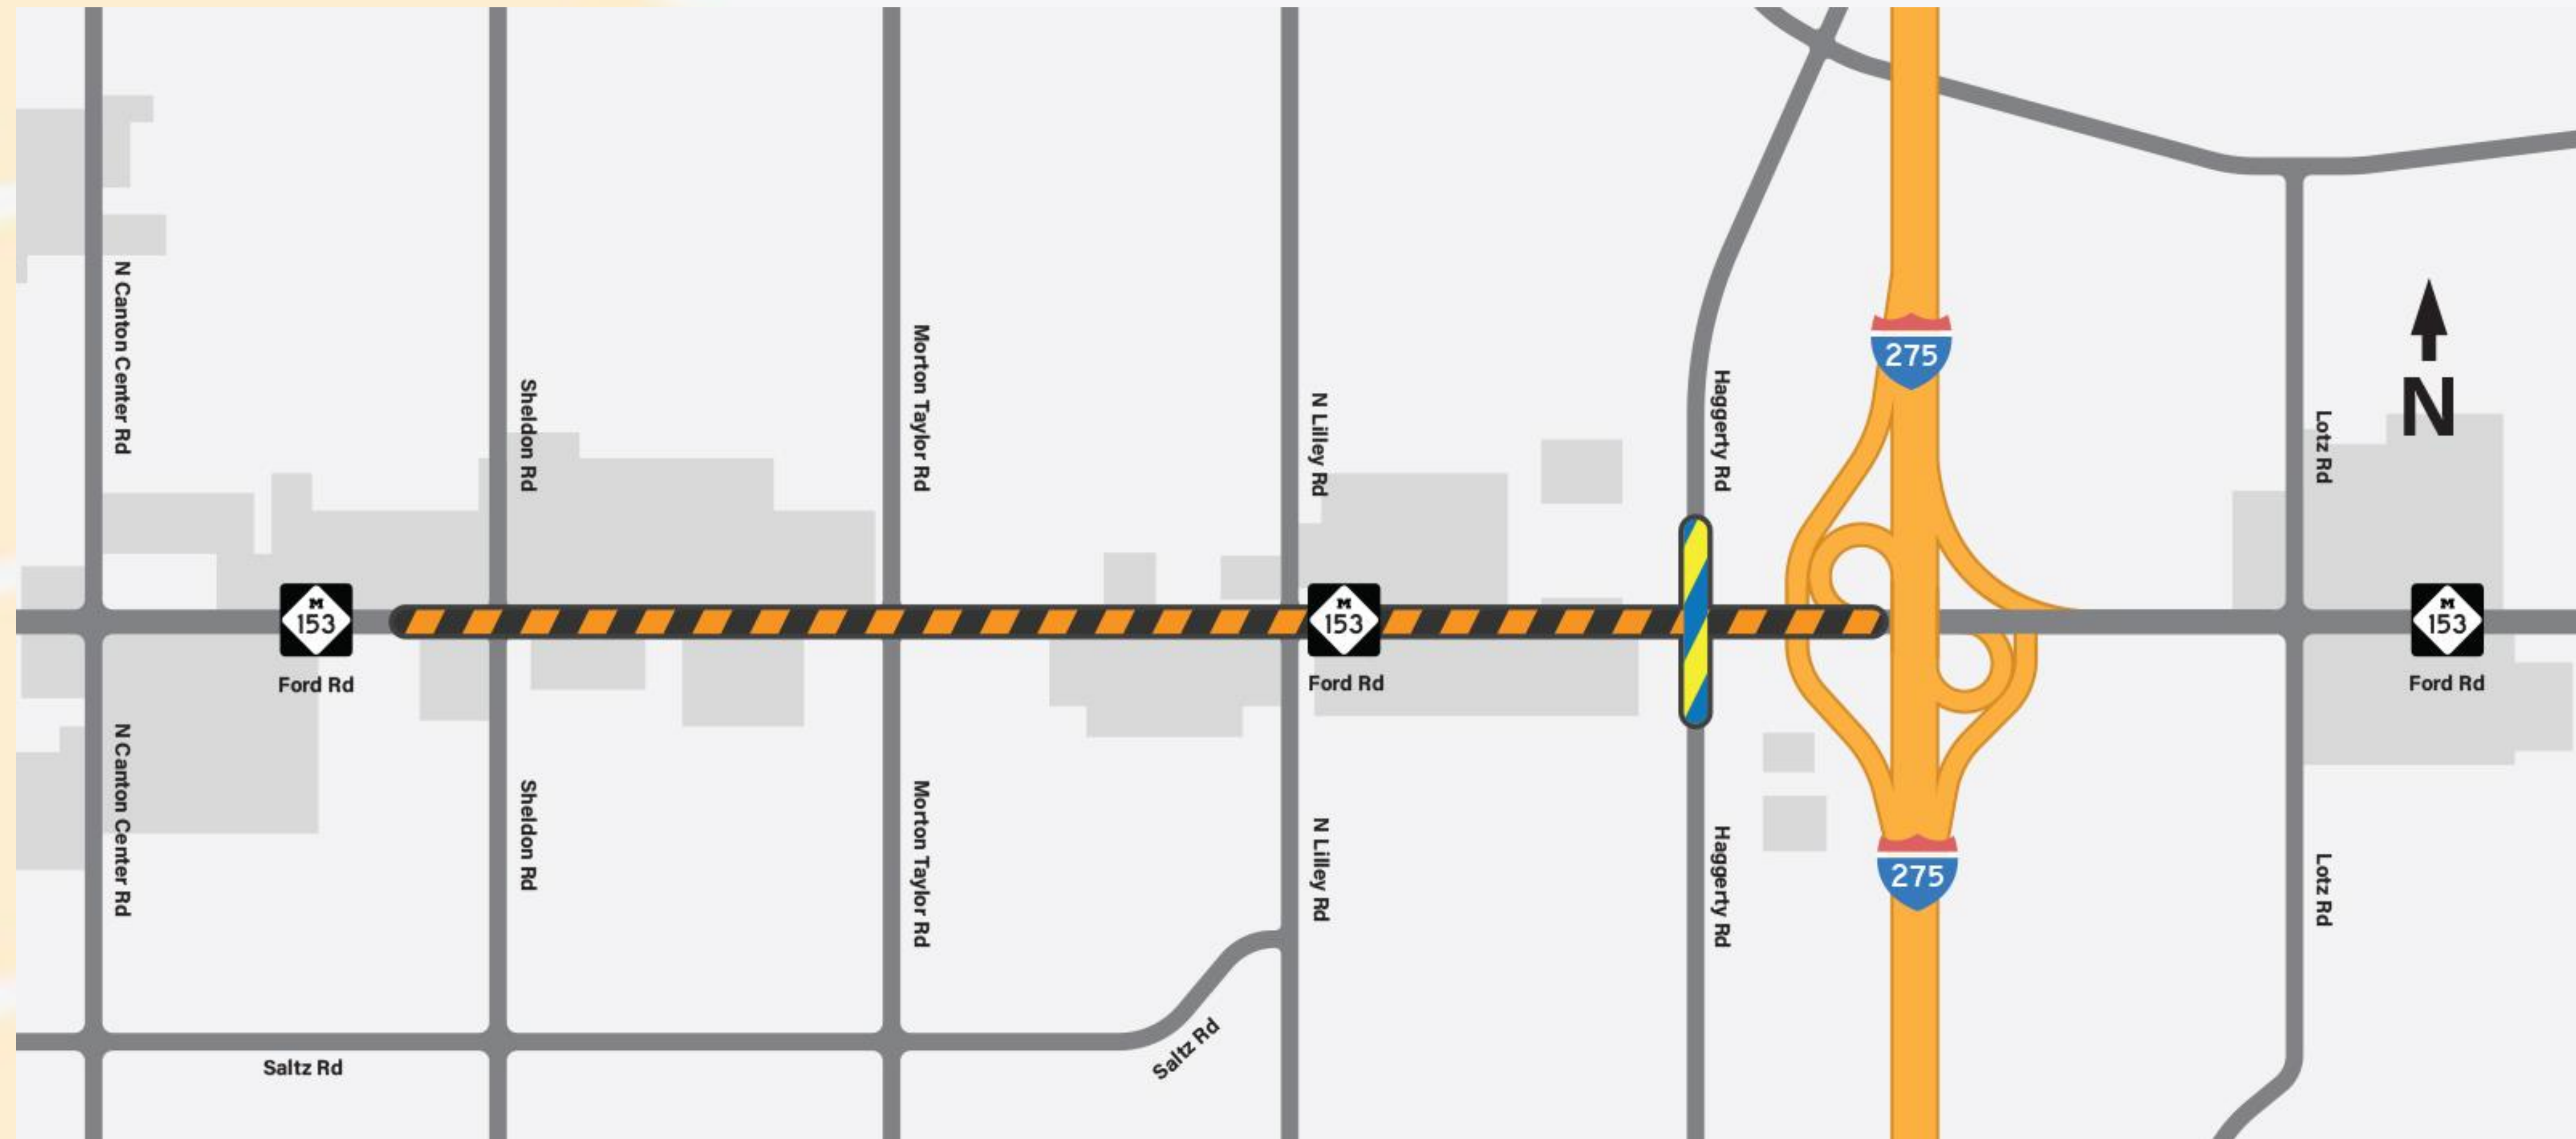 275
N
N Canton Center Rd
Sheldon Rd
Morton Taylor Rd
N Lilley Rd
Haggerty Rd
Lotz Rd
M
153
Ford Rd
M
153
Ford Rd
M
153
Ford Rd
N Canton Center Rd
Sheldon Rd
Morton Taylor Rd
N Lilley Rd
Haggerty Rd
275
Lotz Rd
Saltz Rd
Saltz Rd